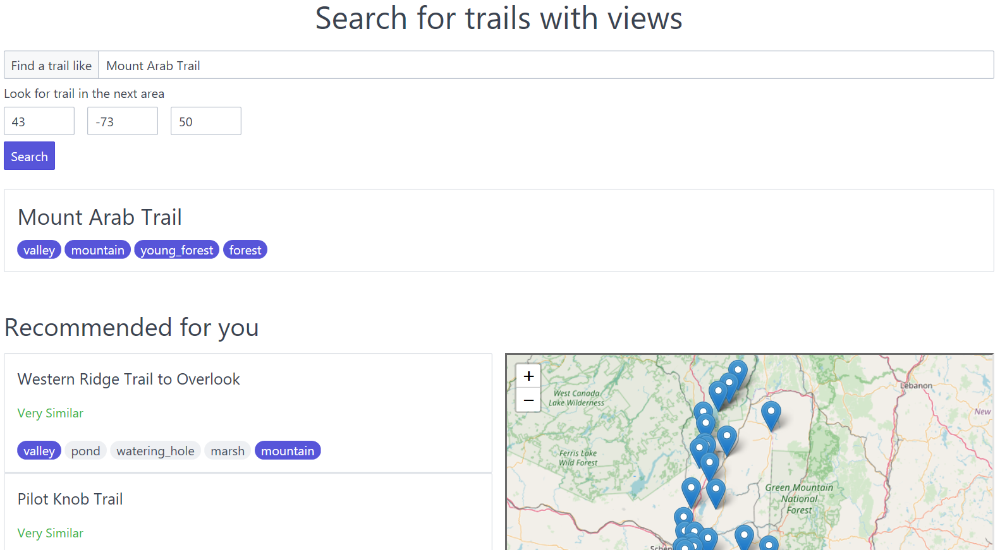 Search for trails with views
Find a trail like Mount Arab Trail
Look for trail in the next area
43 -73 50
Search
Mount Arab Trail
valley mountain young_forest forest
Recommended for you
Western Ridge Trail to Overlook
Very Similar
valley pond watering_hole marsh mountain
Pilot Knob Trail
Very Similar
+
−
West Canada
Lake Wilderness
Lebanon
New
Ferris Lake
Wild Forest
Green Mountain
National
Forest
Schen